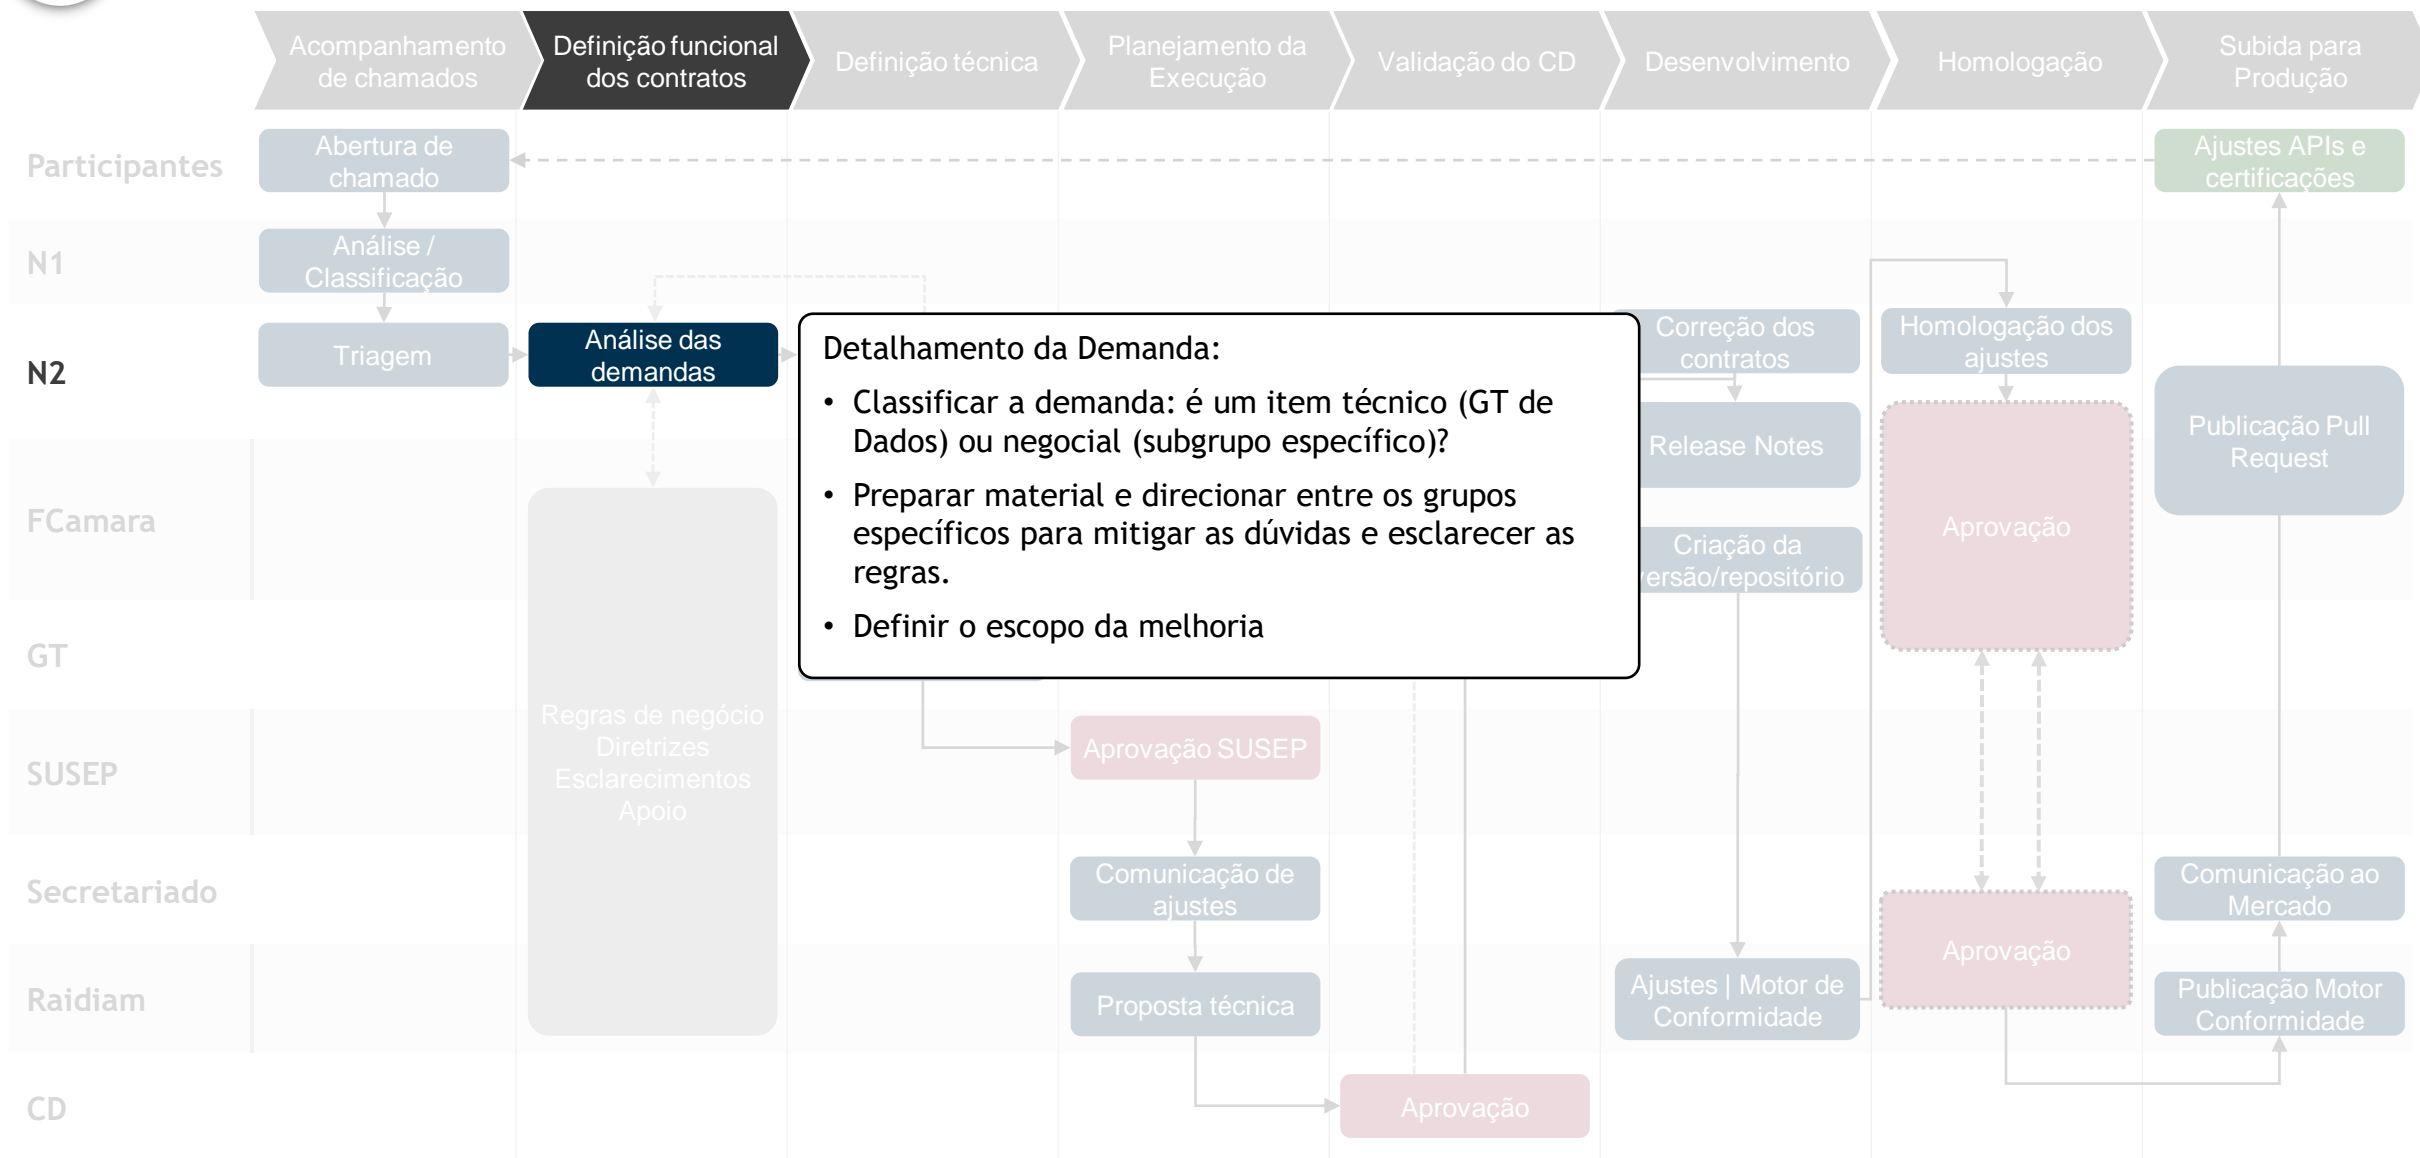 Acompanhamento
de chamados
Definição funcional
dos contratos
Definição técnica
Planejamento da
Execução
Validação do CD
Desenvolvimento
Homologação
Subida para
Produção
Participantes
Abertura de
chamado
Ajustes APIs e
certificações
N1
Análise /
Classificação
N2
Triagem
Análise das
demandas
Detalhamento da Demanda:
• Classificar a demanda: é um item técnico (GT de
Dados) ou negocial (subgrupo específico)?
• Preparar material e direcionar entre os grupos
específicos para mitigar as dúvidas e esclarecer as
regras.
• Definir o escopo da melhoria
Correção dos
contratos
Homologação dos
ajustes
Release Notes
Publicação Pull
Request
FCamara
Criação da
versão/repositório
Aprovação
GT
SUSEP
Regras de negócio
Diretrizes
Esclarecimentos
Apoio
Aprovação SUSEP
Secretariado
Comunicação de
ajustes
Comunicação ao
Mercado
Aprovação
Raidiam
Proposta técnica
Ajustes | Motor de
Conformidade
Publicação Motor
Conformidade
CD
Aprovação